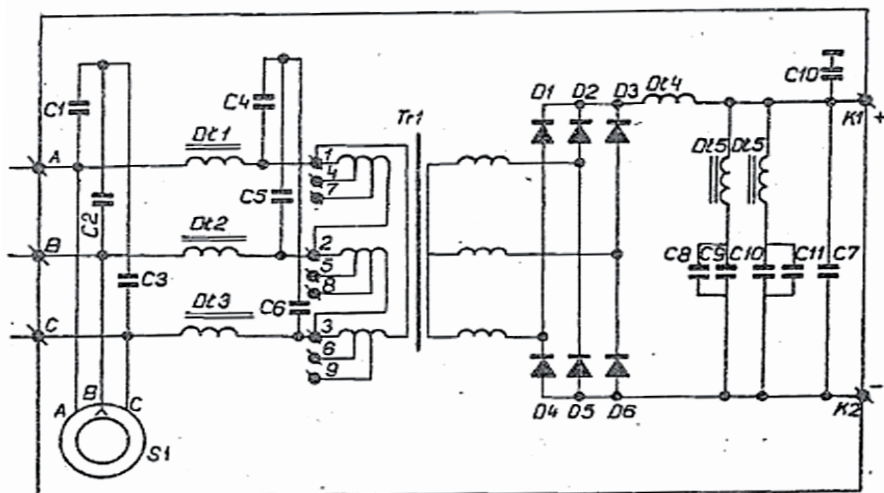 C1
C4
C10
D1 D2 D3
Dt4
Tr1
K1 +
A
Dt1
1
4
7
C5
Dt5 Dt5
C2
B
Dt2
2
5
8
C8 C9 C10 C11 C7
C3
C
Dt3
C6
3
6
9
K2 -
D4 D5 D6
A B C
S1